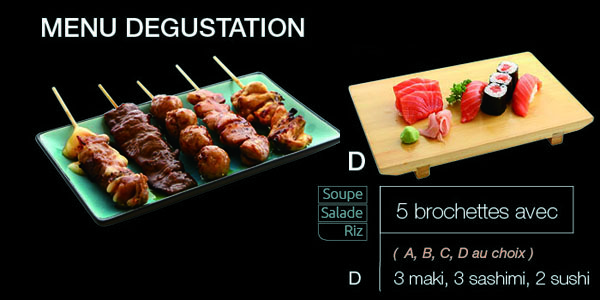 MENU DEGUSTATION
D
Soupe
Salade
Riz
5 brochettes avec
( A, B, C, D au choix )
D 3 maki, 3 sashimi, 2 sushi